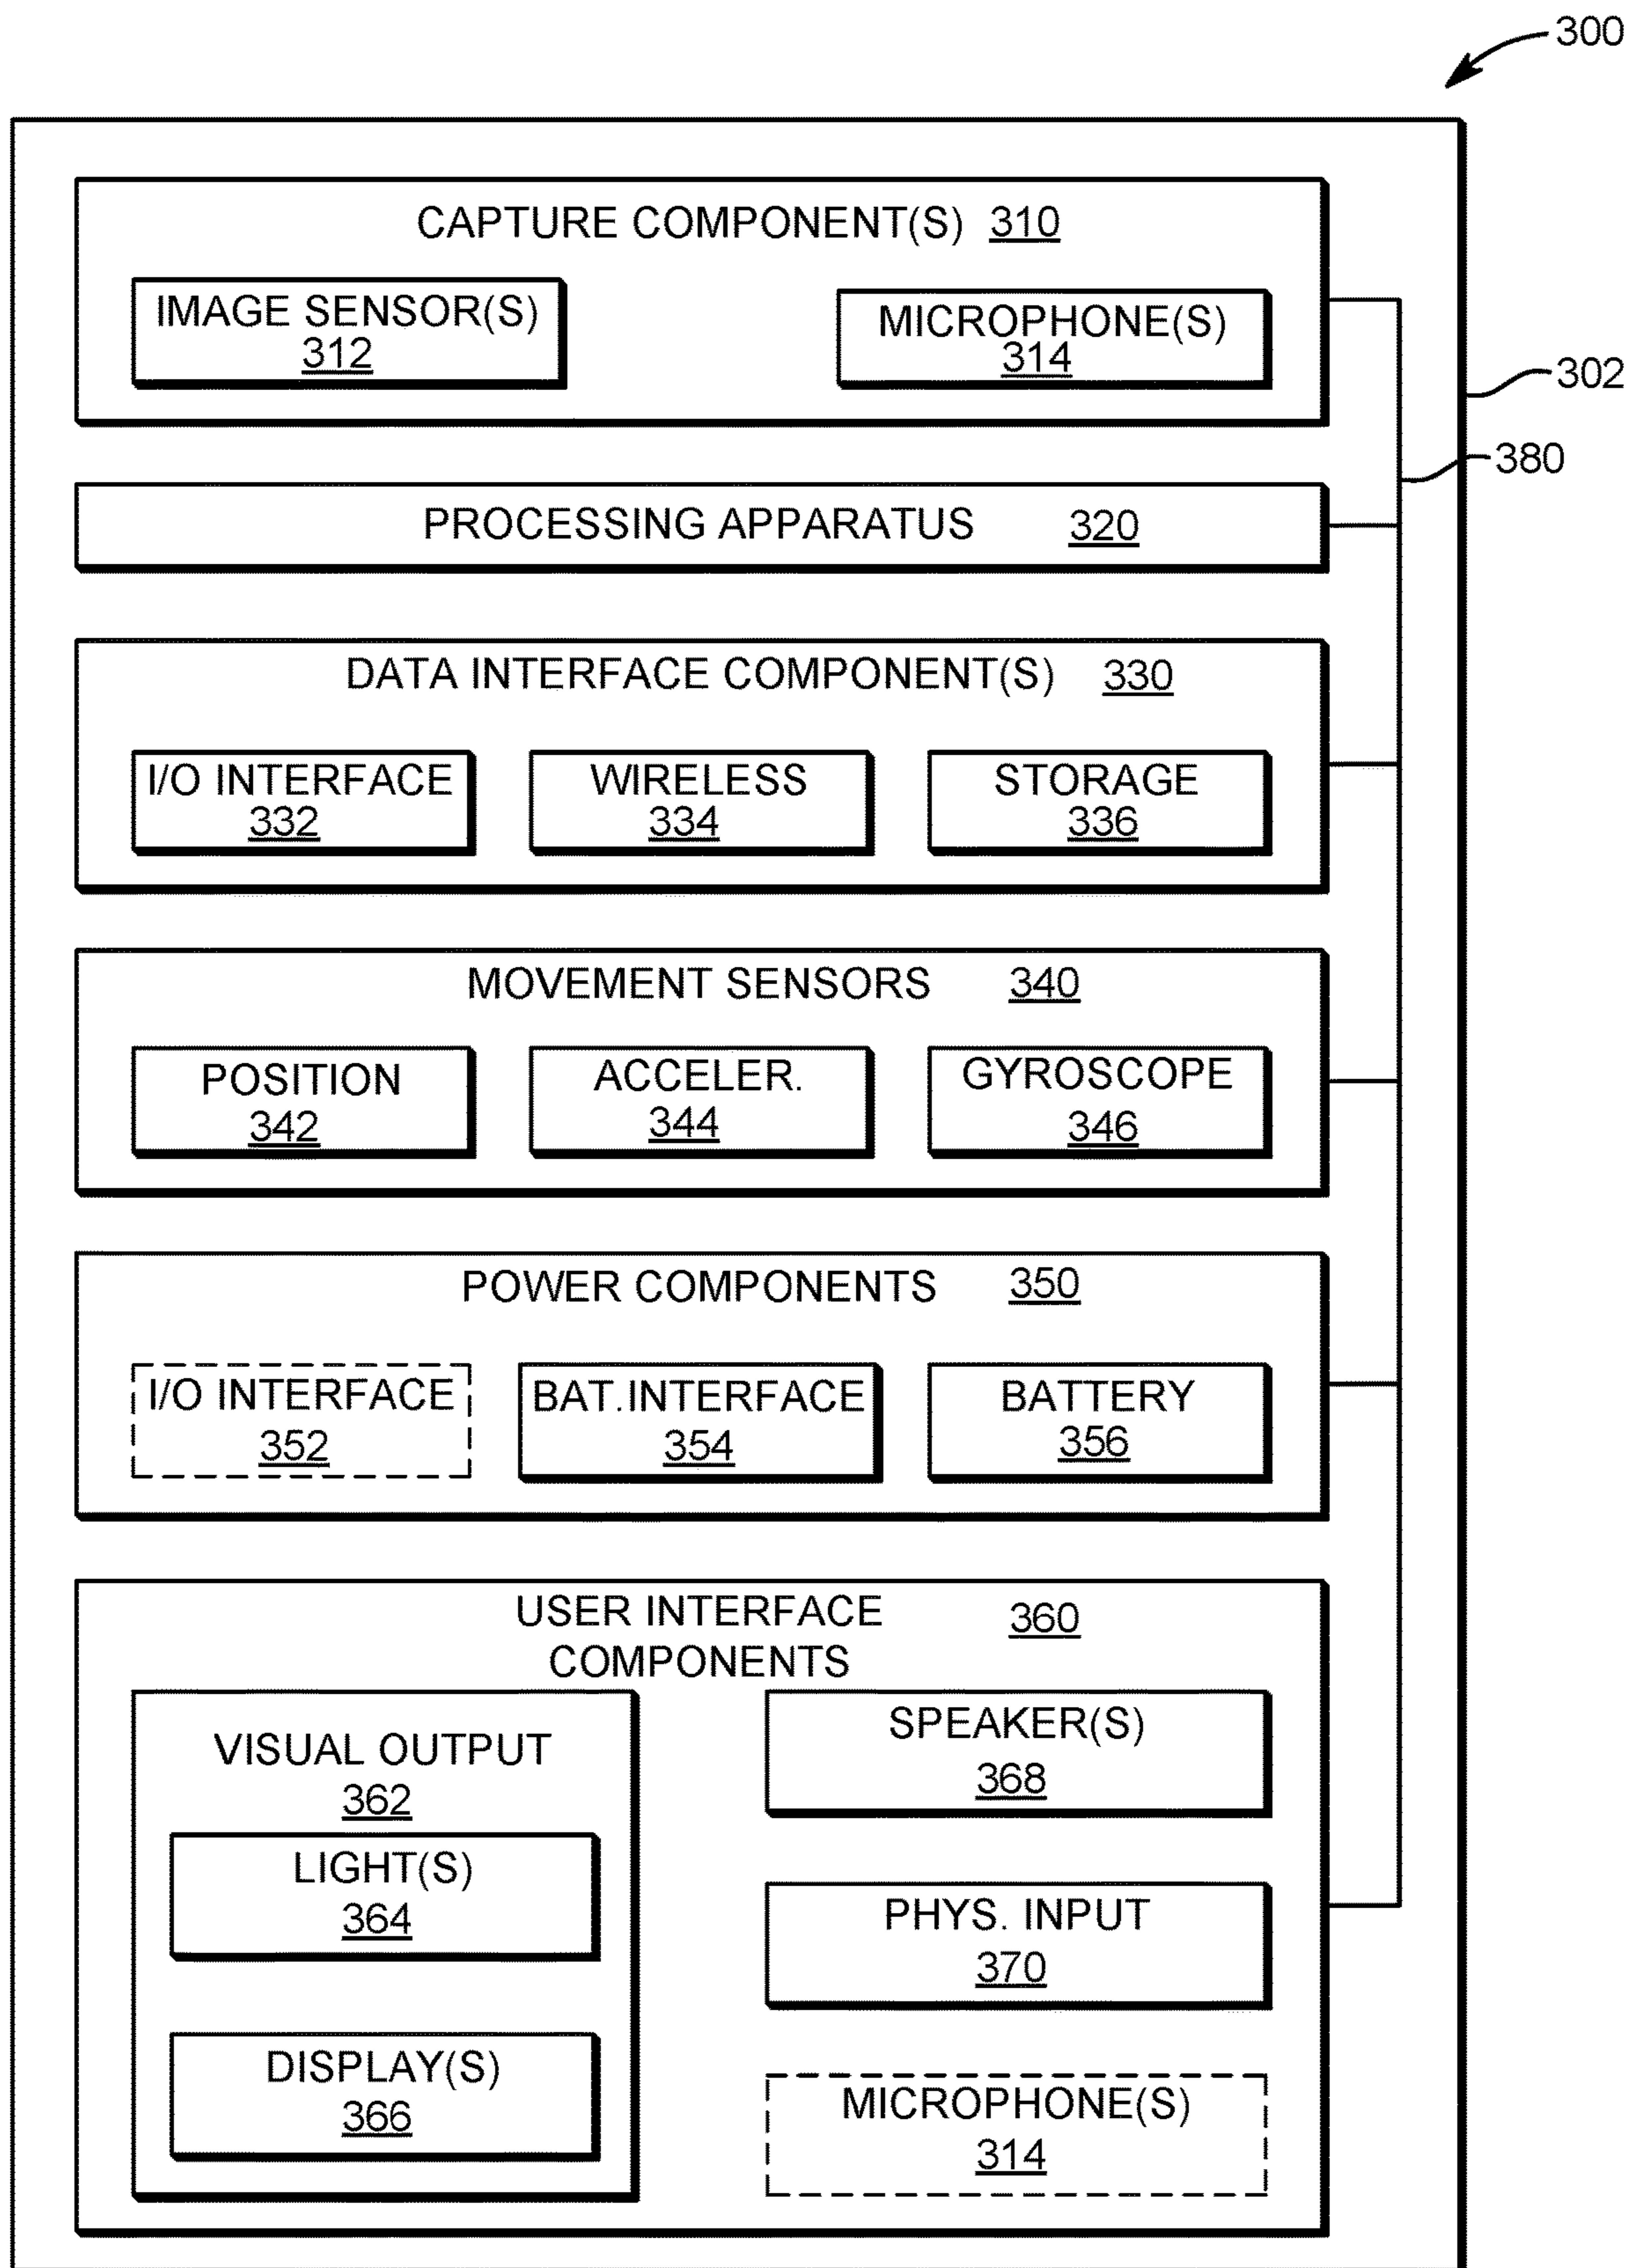 300
CAPTURE COMPONENT(S) 310
IMAGE SENSOR(S)
312
MICROPHONE(S)
314
302
380
PROCESSING APPARATUS 320
DATA INTERFACE COMPONENT(S) 330
I/O INTERFACE
332
WIRELESS
334
STORAGE
336
MOVEMENT SENSORS 340
POSITION
342
ACCELER.
344
GYROSCOPE
346
POWER COMPONENTS 350
I/O INTERFACE
352
BAT. INTERFACE
354
BATTERY
356
USER INTERFACE 360
COMPONENTS
VISUAL OUTPUT
362
LIGHT(S)
364
DISPLAY(S)
366
SPEAKER(S)
368
PHYS. INPUT
370
MICROPHONE(S)
314